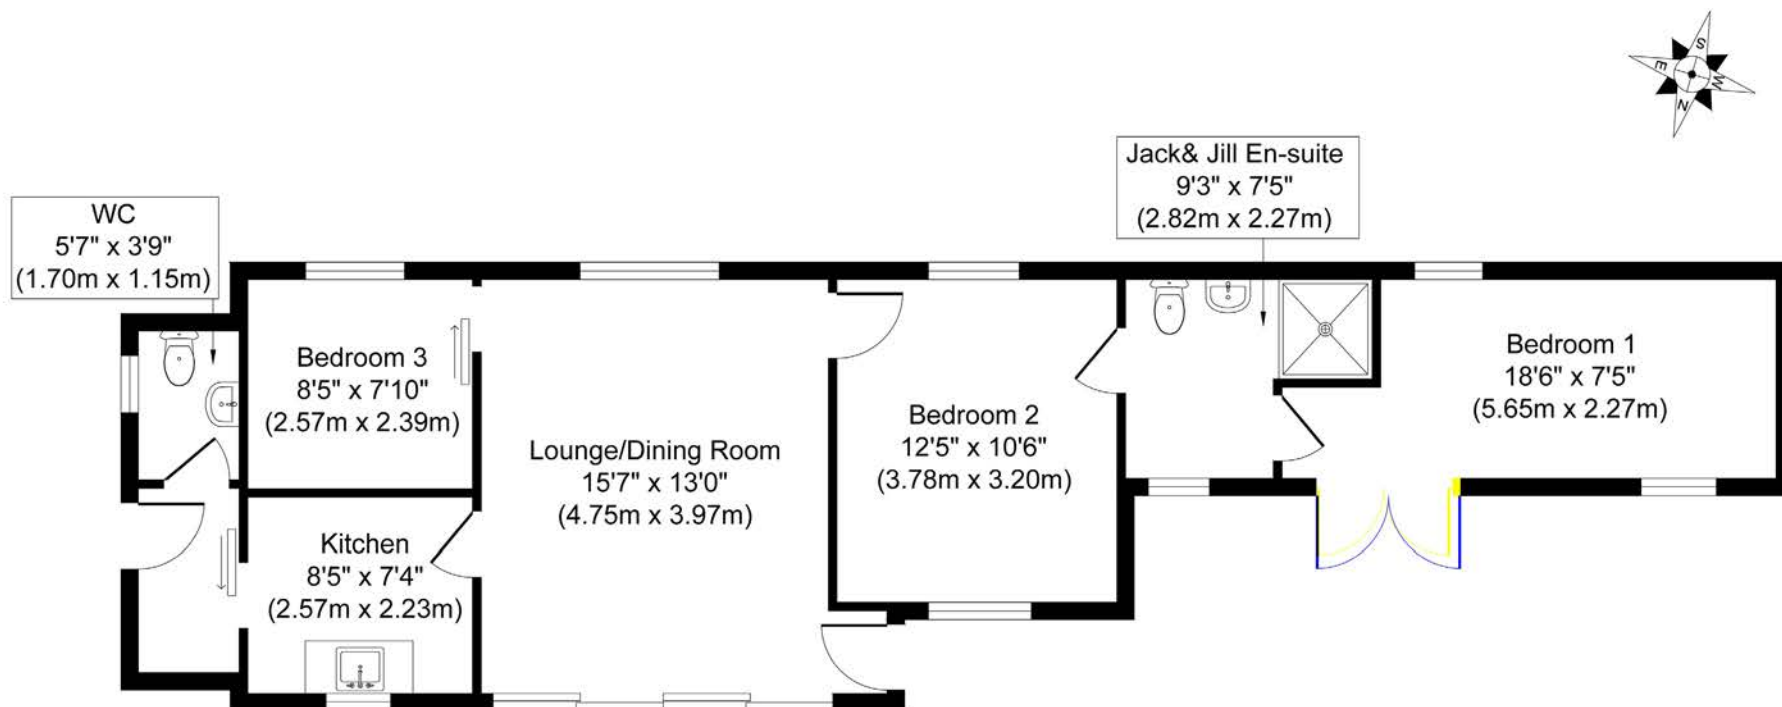 S
E
W
N
Jack& Jill En-suite
9'3" x 7'5"
(2.82m x 2.27m)
WC
5'7" x 3'9"
(1.70m x 1.15m)
Bedroom 3
8'5" x 7'10"
(2.57m x 2.39m)
Lounge/Dining Room
15'7" x 13'0"
(4.75m x 3.97m)
Bedroom 2
12'5" x 10'6"
(3.78m x 3.20m)
Bedroom 1
18'6" x 7'5"
(5.65m x 2.27m)
Kitchen
8'5" x 7'4"
(2.57m x 2.23m)